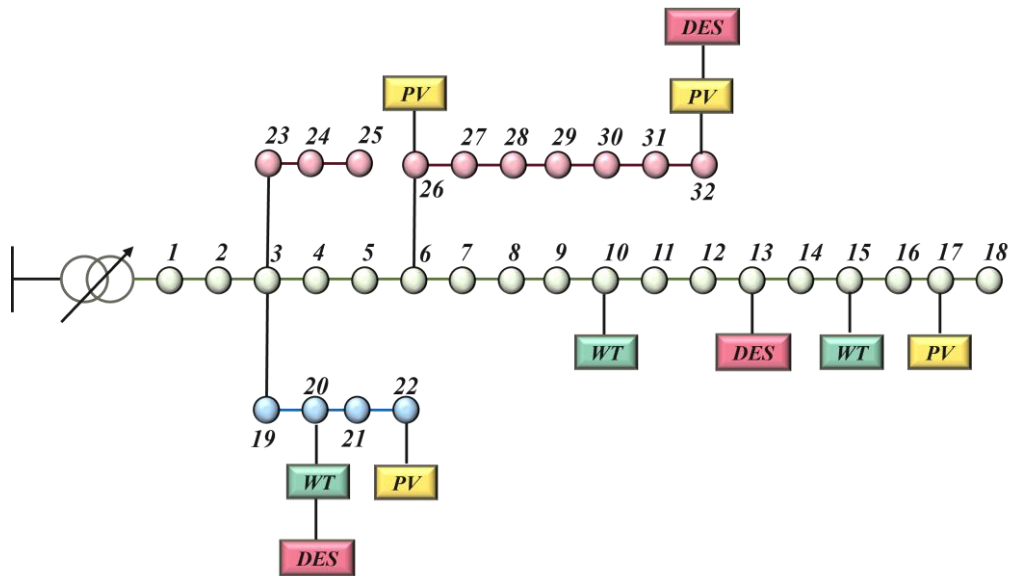 DES
PV PV
23 24 25 27 28 29 30 31
26 32
1 2 3 4 5 6 7 8 9 10 11 12 13 14 15 16 17 18
WT DES WT PV
20 22
19 21
WT PV
DES